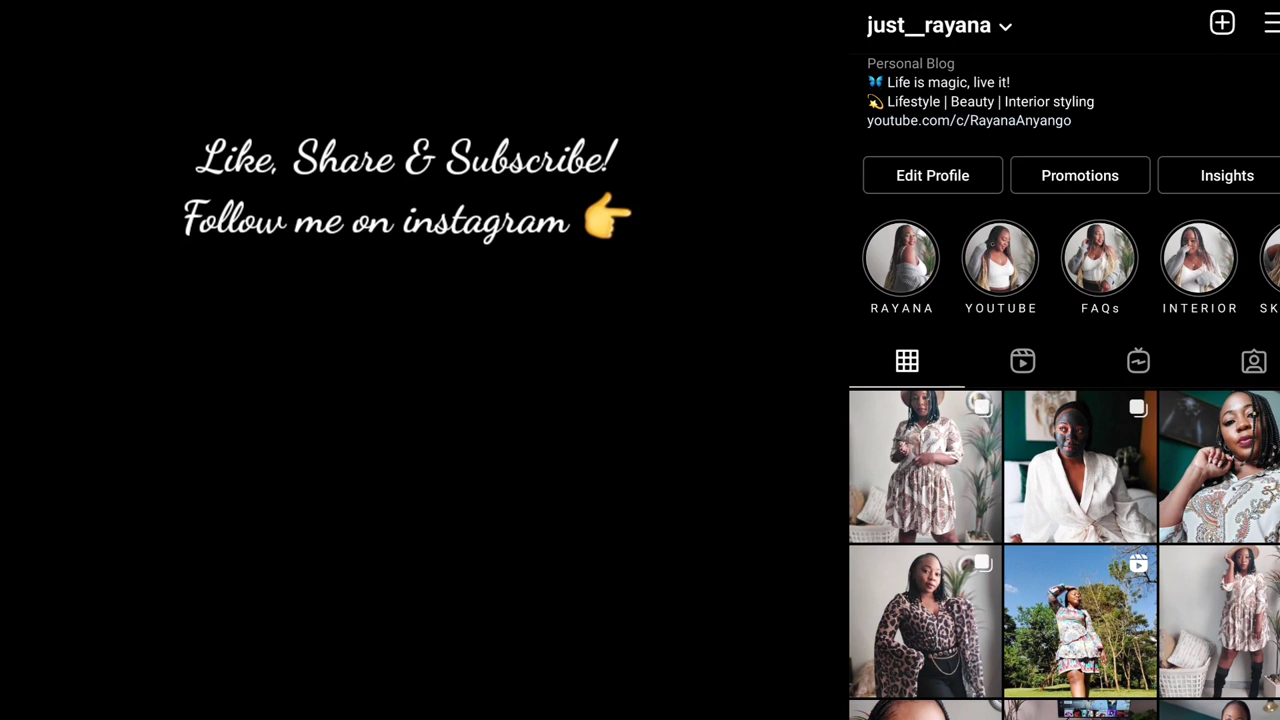 Like, Share & Subscribe!
Follow me on instagram 👉
just__rayana
Personal Blog
🦋 Life is magic, live it!
💫 Lifestyle | Beauty | Interior styling
youtube.com/c/RayanaAnyango
Edit Profile
Promotions
Insights
RAYANA
YOUTUBE
FAQs
INTERIOR
SK